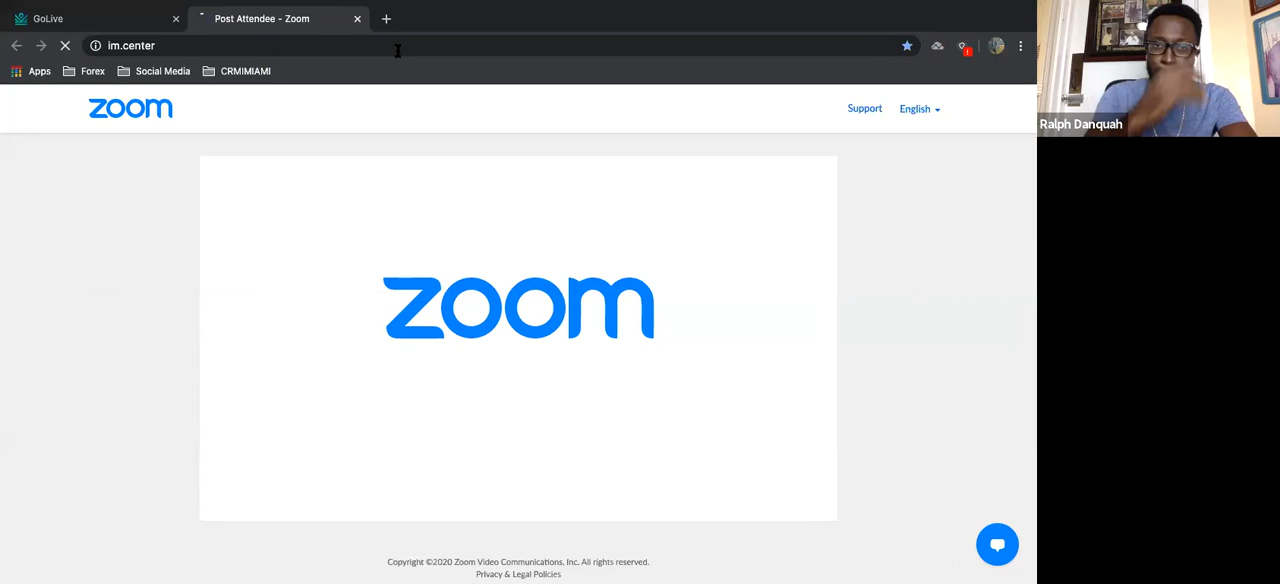 GoLive
Post Attendee - Zoom
im.center
Apps
Forex
Social Media
CRMIMIAMI
zoom
Support
English
Ralph Danquah
zoom
Copyright ©2020 Zoom Video Communications, Inc. All rights reserved.
Privacy & Legal Policies